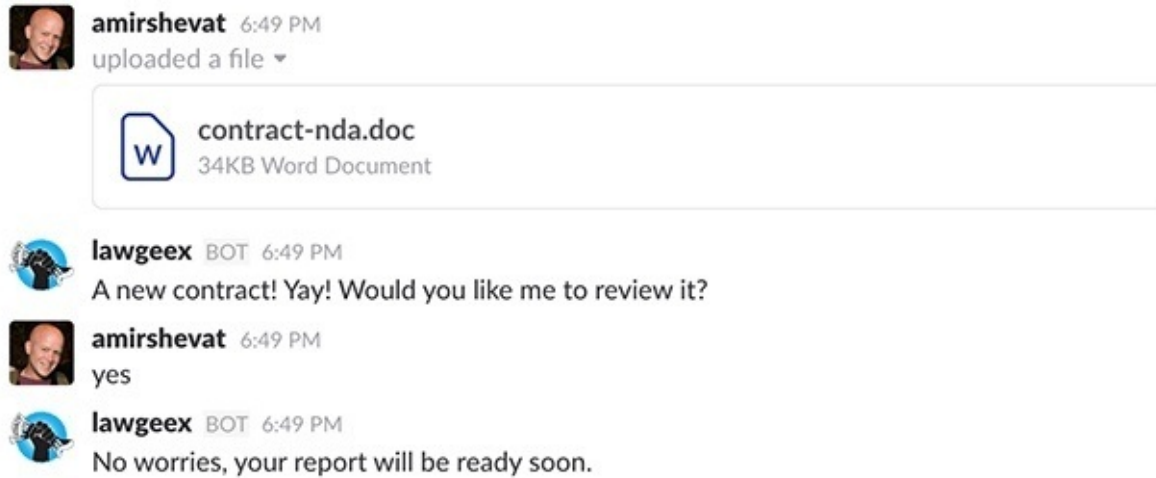 amirshevat 6:49 PM
uploaded a file
W
contract-nda.doc
34KB Word Document
lawgeex BOT 6:49 PM
A new contract! Yay! Would you like me to review it?
amirshevat 6:49 PM
yes
lawgeex BOT 6:49 PM
No worries, your report will be ready soon.